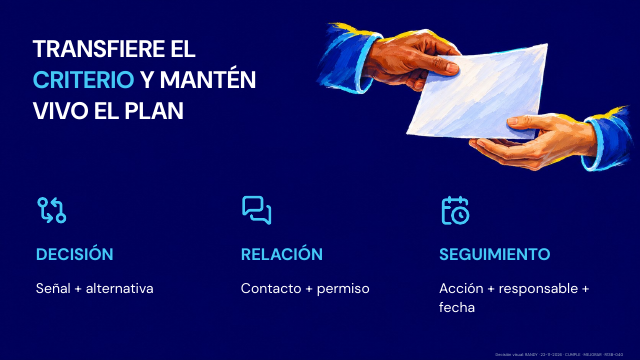 TRANSFIERE EL
CRITERIO Y MANTÉN
VIVO EL PLAN
DECISIÓN
Señal + alternativa
RELACIÓN
Contacto + permiso
SEGUIMIENTO
Acción + responsable +
fecha